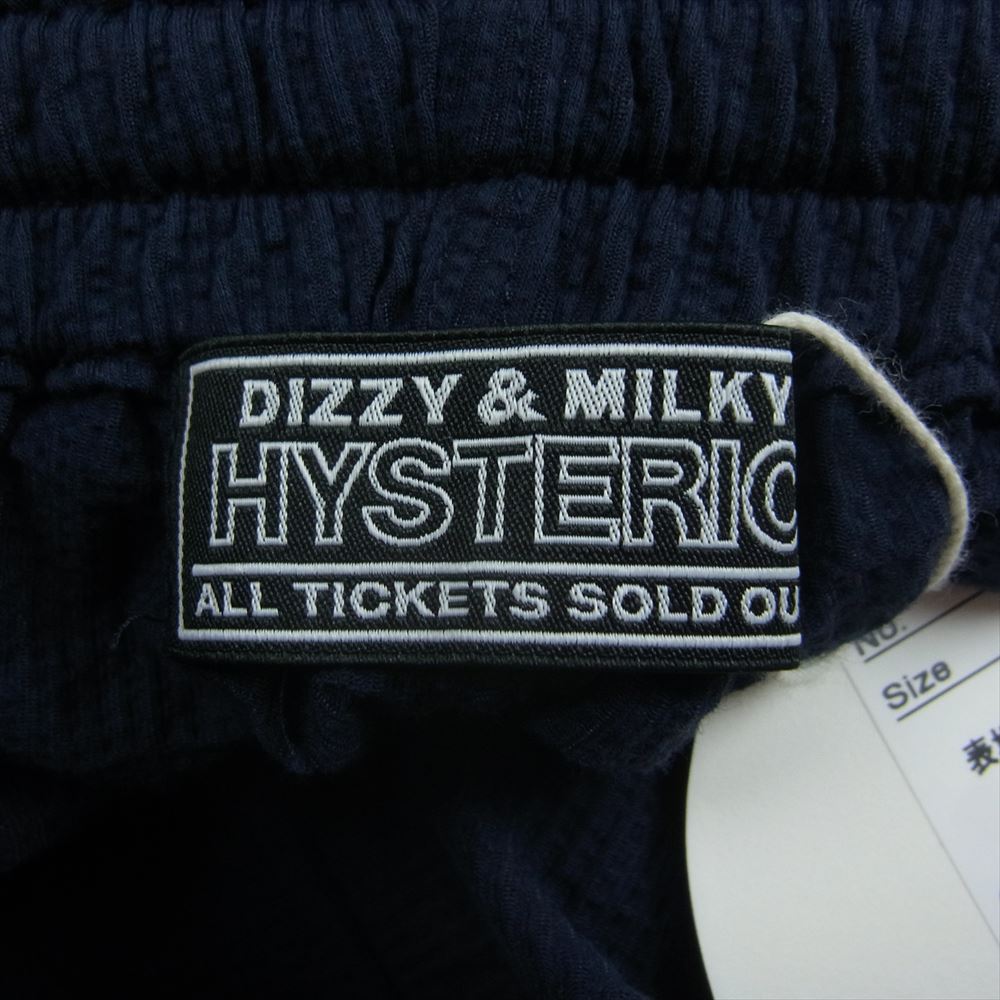 DIZZY & MILKY
HYSTERIC
ALL TICKETS SOLD OU
No.
Size
表